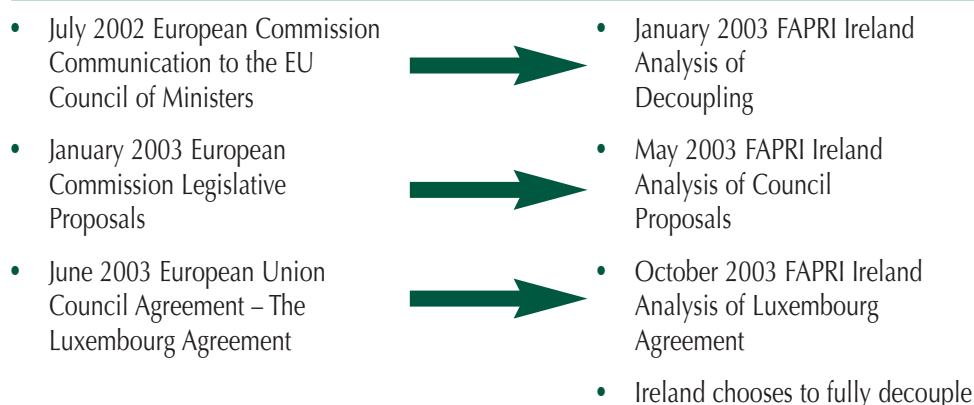 • July 2002 European Commission
Communication to the EU
Council of Ministers
• January 2003 European
Commission Legislative
Proposals
• June 2003 European Union
Council Agreement – The
Luxembourg Agreement
• January 2003 FAPRI Ireland
Analysis of
Decoupling
• May 2003 FAPRI Ireland
Analysis of Council
Proposals
• October 2003 FAPRI Ireland
Analysis of Luxembourg
Agreement
• Ireland chooses to fully decouple